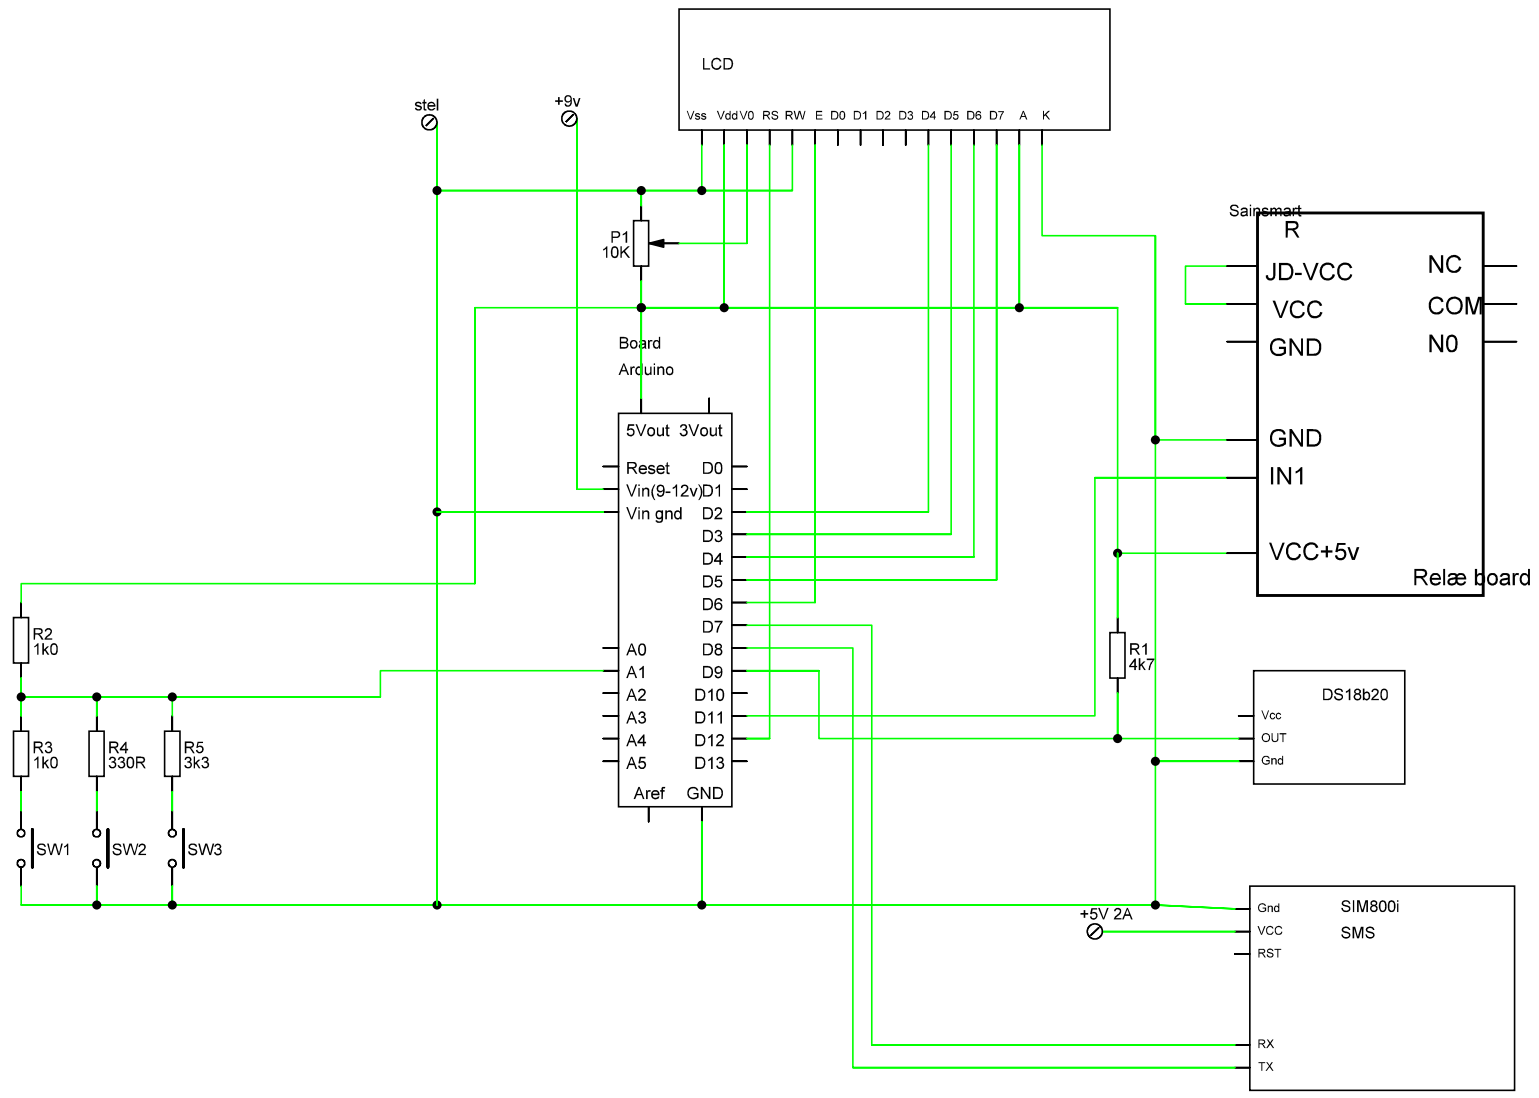 LCD
Vss Vdd V0 RS RW E D0 D1 D2 D3 D4 D5 D6 D7 A K
stel
+9v
P1
10K
Board
Arduino
5Vout 3Vout
Reset D0
Vin(9-12v) D1
Vin gnd D2
D3
D4
D5
D6
D7
A0 D8
A1 D9
A2 D10
A3 D11
A4 D12
A5 D13
Aref GND
R2
1k0
R3
1k0
R4
330R
R5
3k3
SW1
SW2
SW3
Sainsmart
R
JD-VCC NC
VCC COM
GND N0
GND
IN1
VCC+5v
Relæ board
R1
4k7
DS18b20
Vcc
OUT
Gnd
+5V 2A
SIM800i
SMS
Gnd
VCC
RST
RX
TX